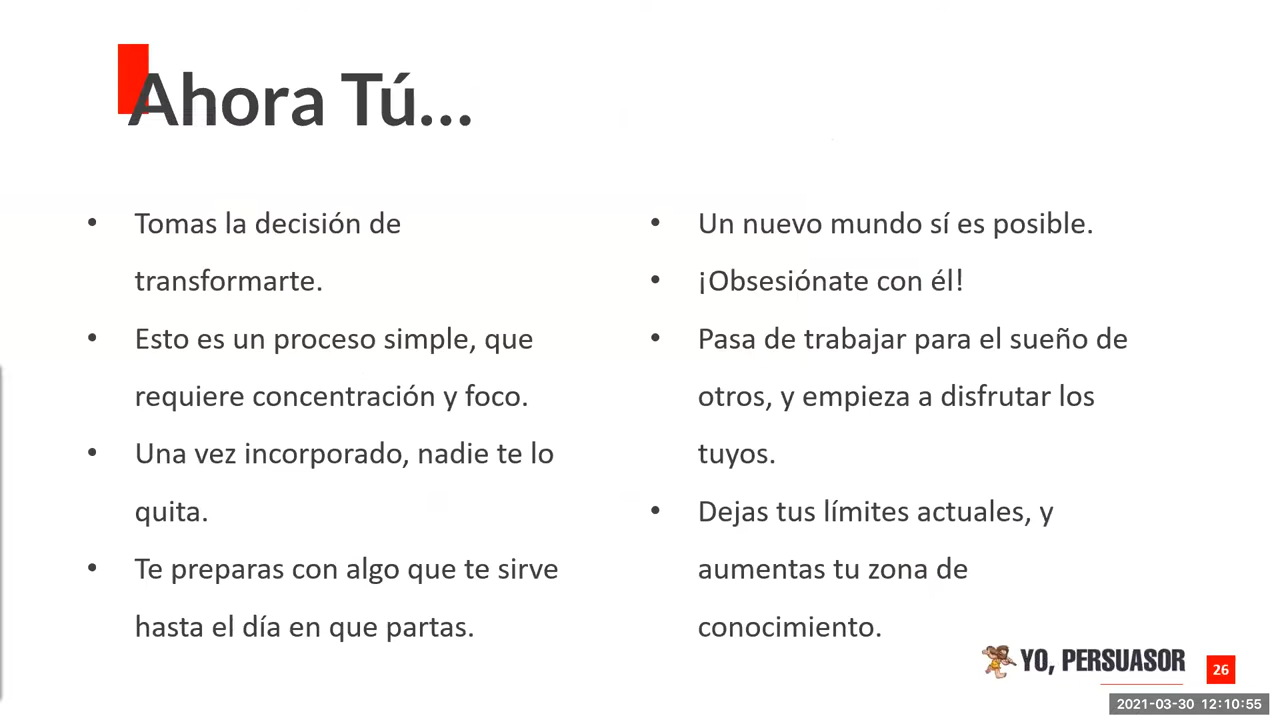 Ahora Tú...
• Tomas la decisión de
transformarte.
• Esto es un proceso simple, que
requiere concentración y foco.
• Una vez incorporado, nadie te lo
quita.
• Te preparas con algo que te sirve
hasta el día en que partas.
• Un nuevo mundo sí es posible.
• ¡Obsesiónate con él!
• Pasa de trabajar para el sueño de
otros, y empieza a disfrutar los
tuyos.
• Dejas tus límites actuales, y
aumentas tu zona de
conocimiento.
YO, PERSUASOR
26
2021-03-30 12:10:55